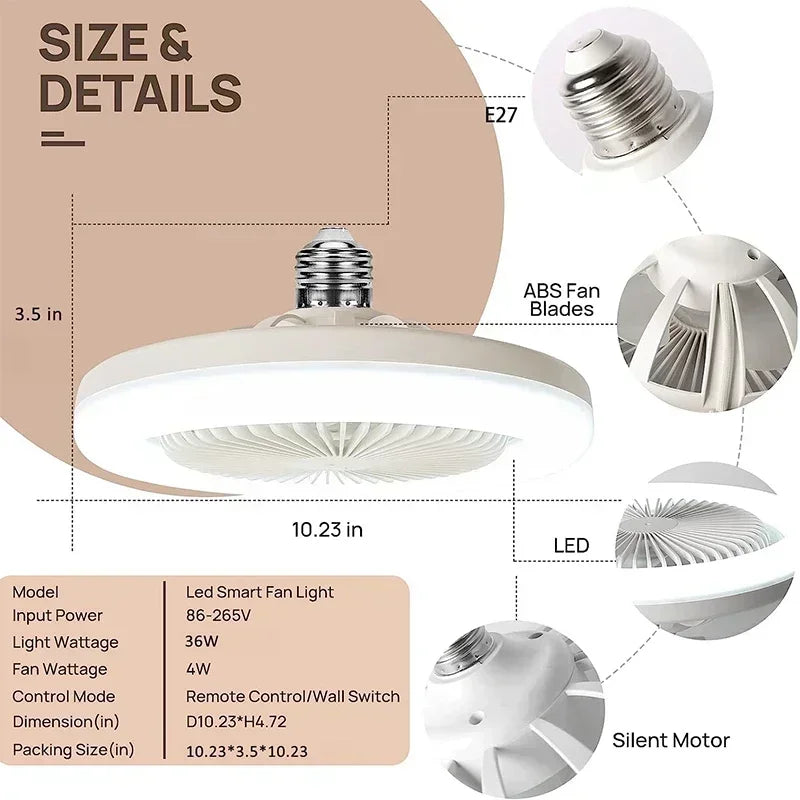 SIZE &
DETAILS
E27
3.5 in
ABS Fan
Blades
10.23 in
LED
Model Led Smart Fan Light
Input Power 86-265V
Light Wattage 36W
Fan Wattage 4W
Control Mode Remote Control/Wall Switch
Dimension(in) D10.23*H4.72
Packing Size(in) 10.23*3.5*10.23
Silent Motor